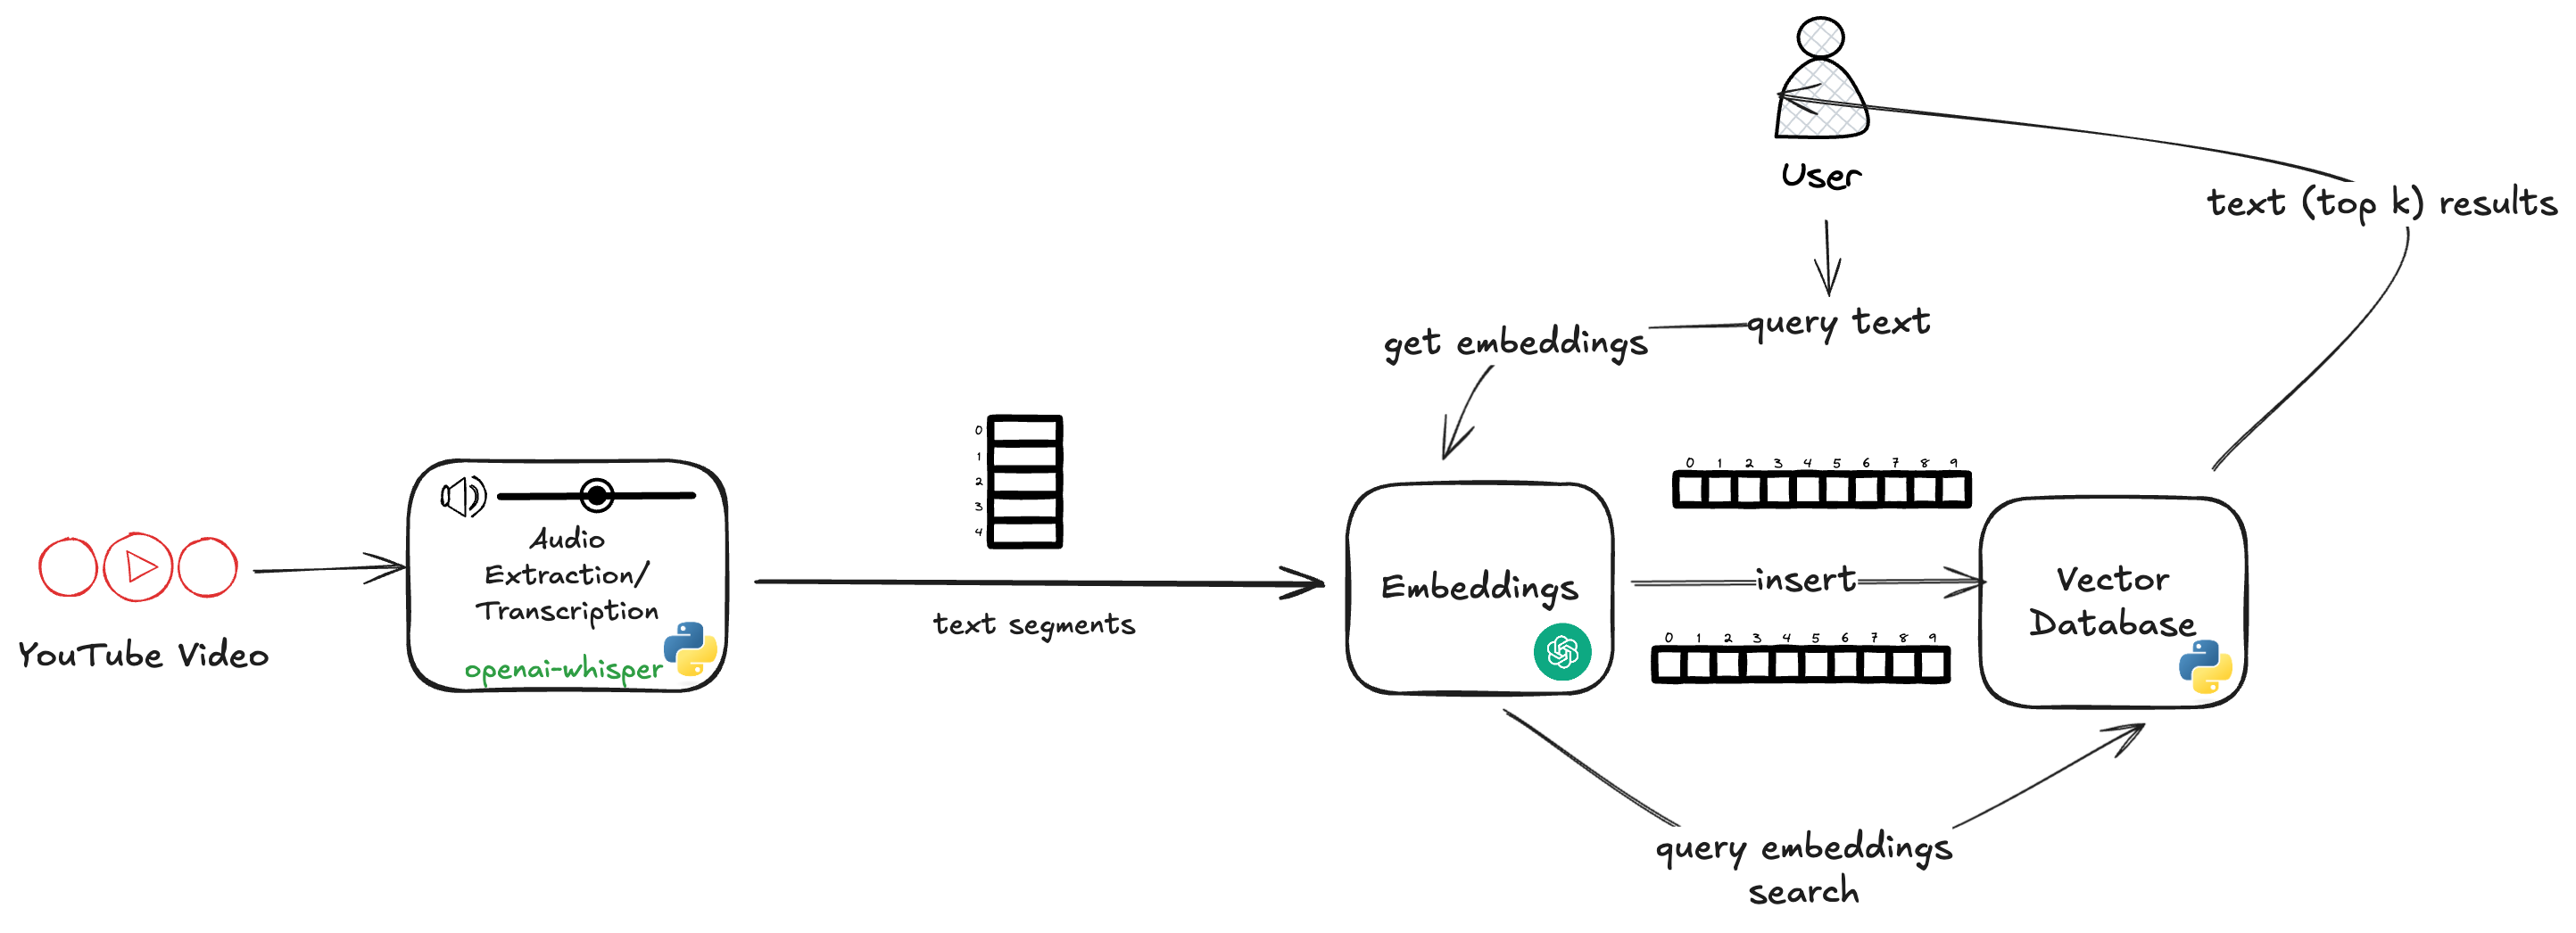 User
text (top k) results
query text
get embeddings
0
1
2
3
4
0 1 2 3 4 5 6 7 8 9
Audio
Extraction/
Transcription
openai-whisper
YouTube Video
text segments
Embeddings
insert
Vector
Database
0 1 2 3 4 5 6 7 8 9
query embeddings
search